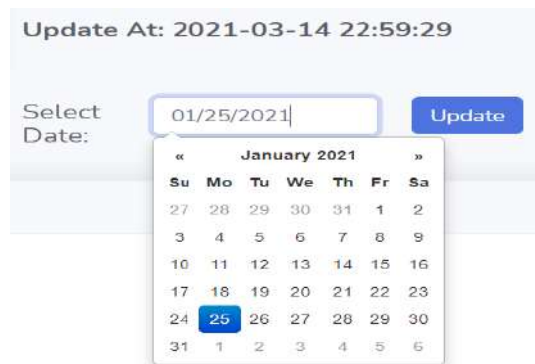 Update At: 2021-03-14 22:59:29
Select
Date:
01/25/2021
Update
« January 2021 »
Su Mo Tu We Th Fr Sa
27 28 29 30 31 1 2
3 4 5 6 7 8 9
10 11 12 13 14 15 16
17 18 19 20 21 22 23
24 25 26 27 28 29 30
31 1 2 3 4 5 6